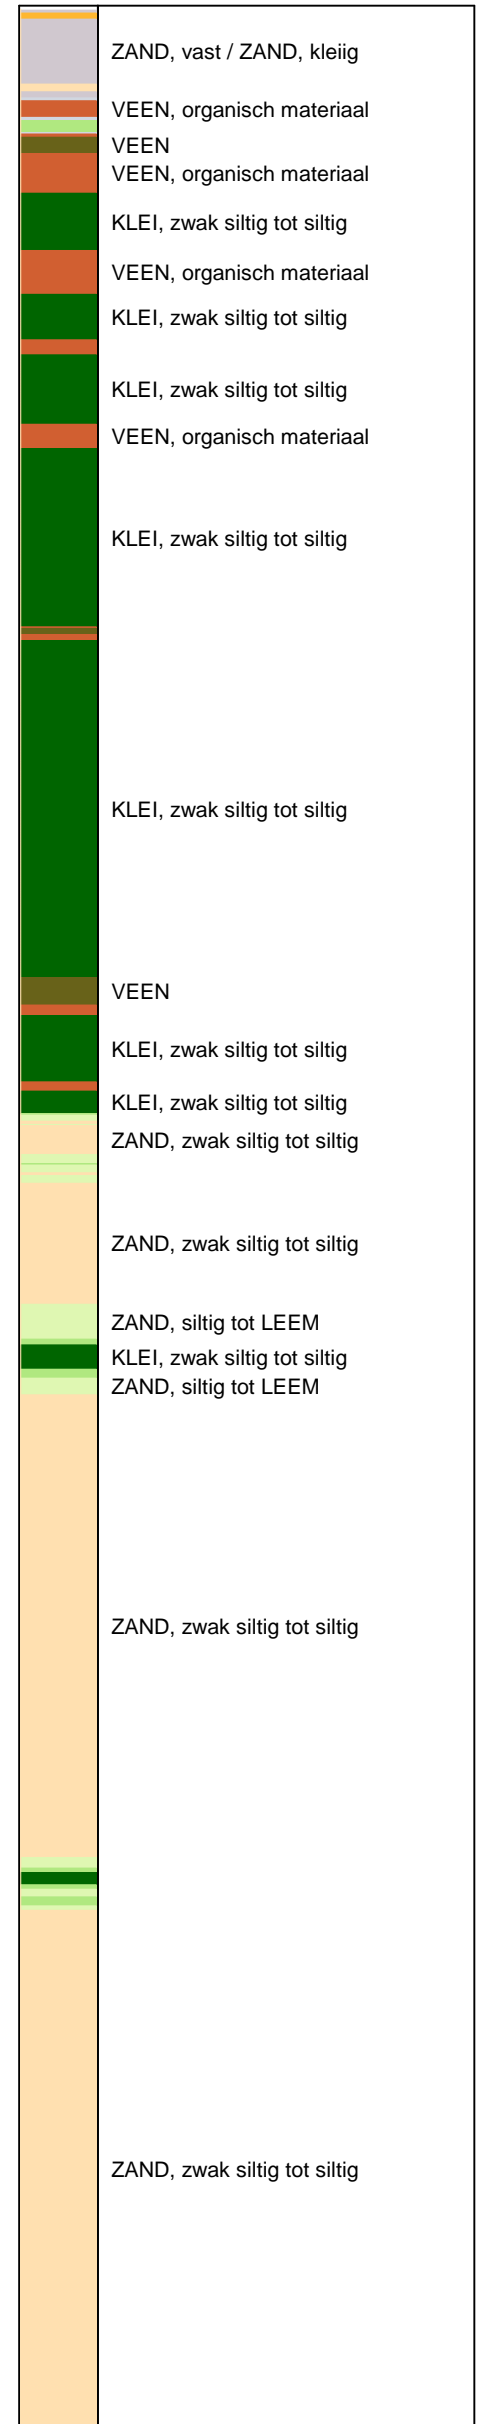 ZAND, vast / ZAND, kleiig
VEEN, organisch materiaal
VEEN
VEEN, organisch materiaal
KLEI, zwak siltig tot siltig
VEEN, organisch materiaal
KLEI, zwak siltig tot siltig
KLEI, zwak siltig tot siltig
VEEN, organisch materiaal
KLEI, zwak siltig tot siltig
KLEI, zwak siltig tot siltig
VEEN
KLEI, zwak siltig tot siltig
KLEI, zwak siltig tot siltig
ZAND, zwak siltig tot siltig
ZAND, zwak siltig tot siltig
ZAND, siltig tot LEEM
KLEI, zwak siltig tot siltig
ZAND, siltig tot LEEM
ZAND, zwak siltig tot siltig
ZAND, zwak siltig tot siltig